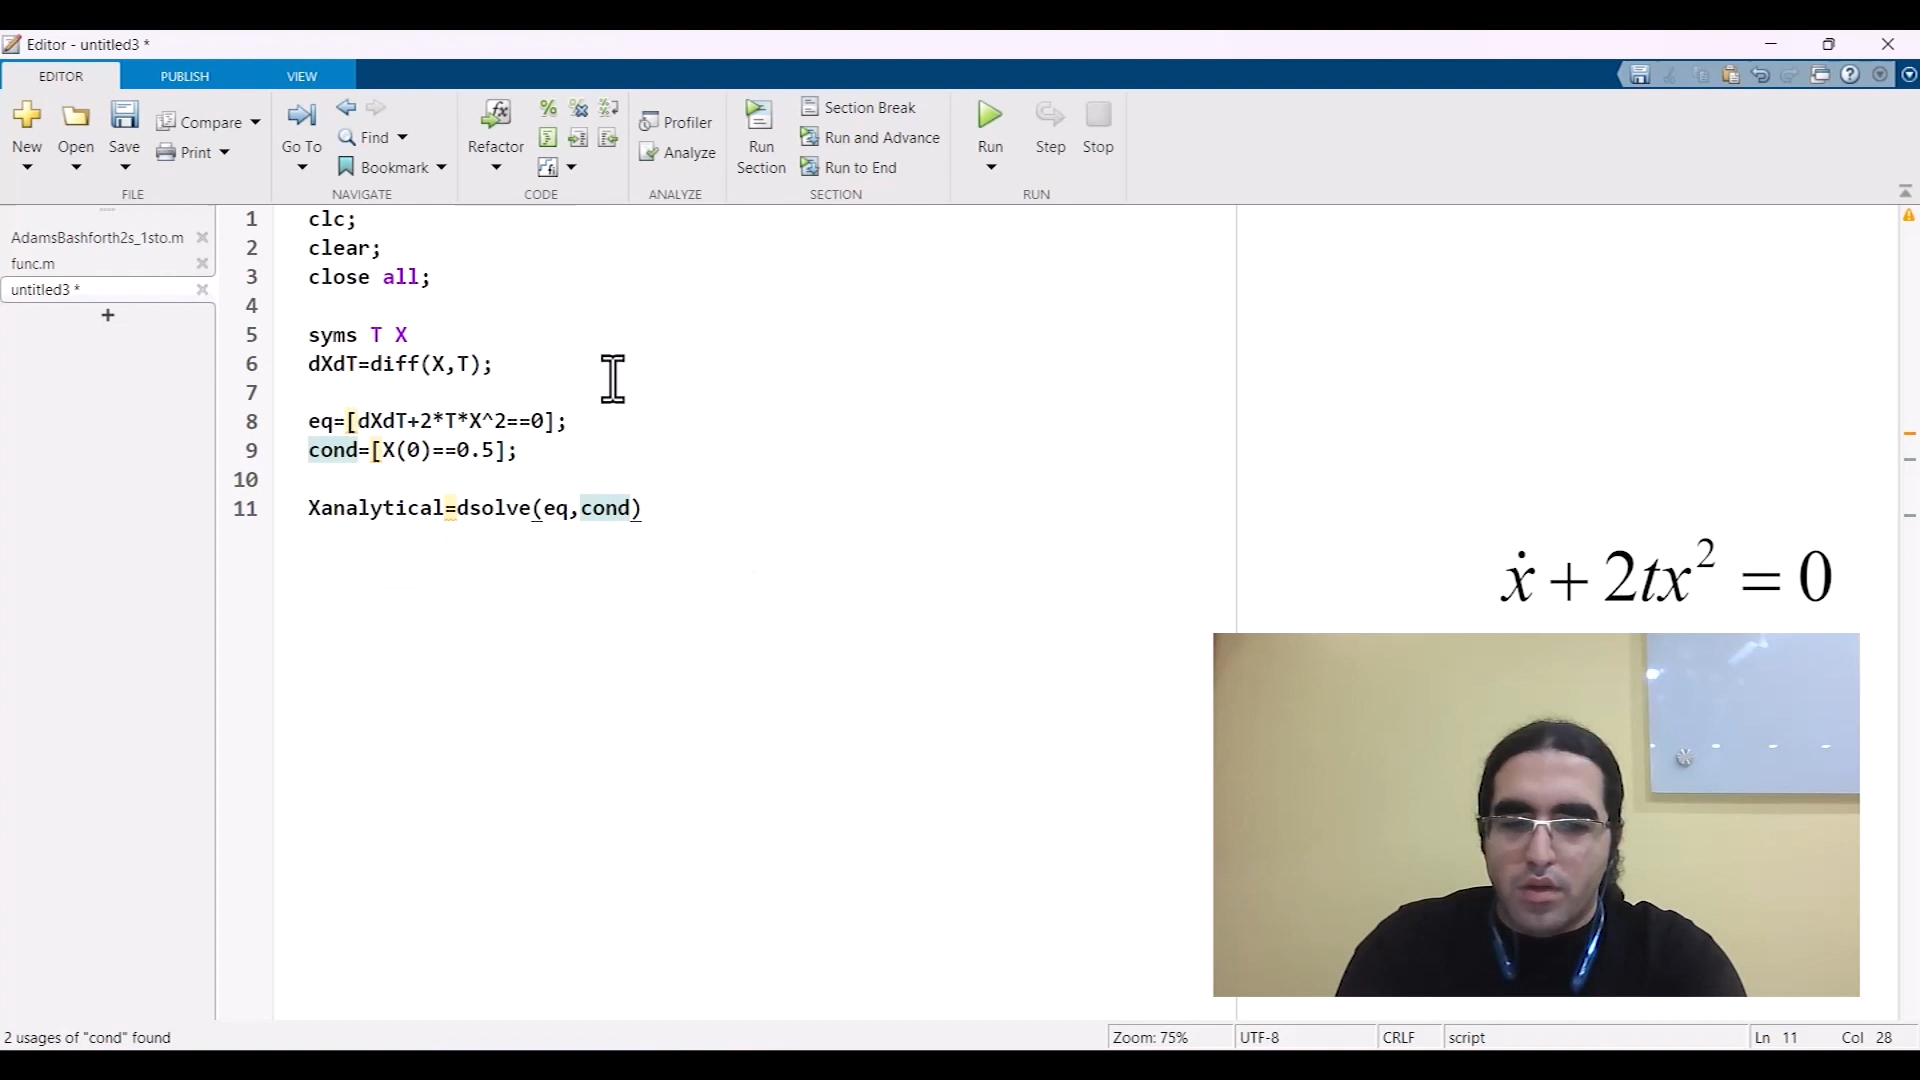 Editor - untitled3 *
EDITOR
PUBLISH
VIEW
New
Open
Save
Compare
Print
FILE
Go To
Find
Bookmark
NAVIGATE
Refactor
CODE
Profiler
Analyze
ANALYZE
Run
Section
Section Break
Run and Advance
Run to End
SECTION
Run
Step
Stop
RUN
AdamsBashforth2s_1sto.m
func.m
untitled3 *
1 clc;
2 clear;
3 close all;
4
5 syms T X
6 dXdT=diff(X,T);
7
8 eq=[dXdT+2*T*X^2==0];
9 cond=[X(0)==0.5];
10
11 Xanalytical=dsolve(eq,cond)
ẋ + 2tx² = 0
2 usages of "cond" found
Zoom: 75%
UTF-8
CRLF
script
Ln 11
Col 28